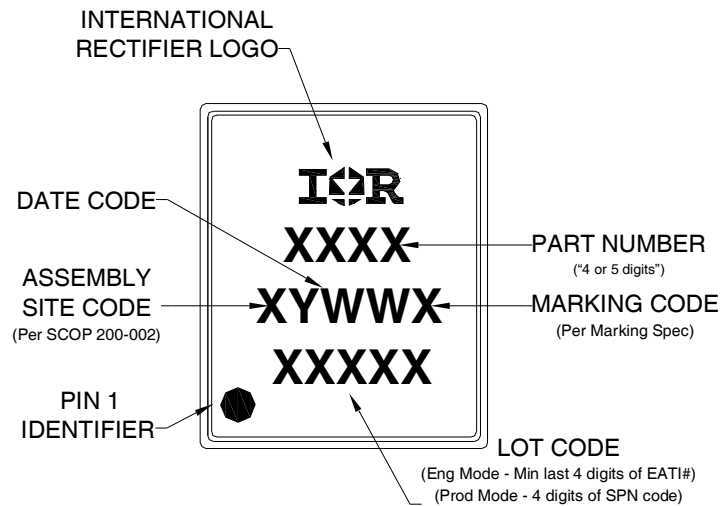 INTERNATIONAL
RECTIFIER LOGO
IOR
DATE CODE
XXXX
PART NUMBER
("4 or 5 digits")
ASSEMBLY
SITE CODE
(Per SCOP 200-002)
XYWWX
MARKING CODE
(Per Marking Spec)
XXXXX
PIN 1
IDENTIFIER
LOT CODE
(Eng Mode - Min last 4 digits of EATI#)
(Prod Mode - 4 digits of SPN code)